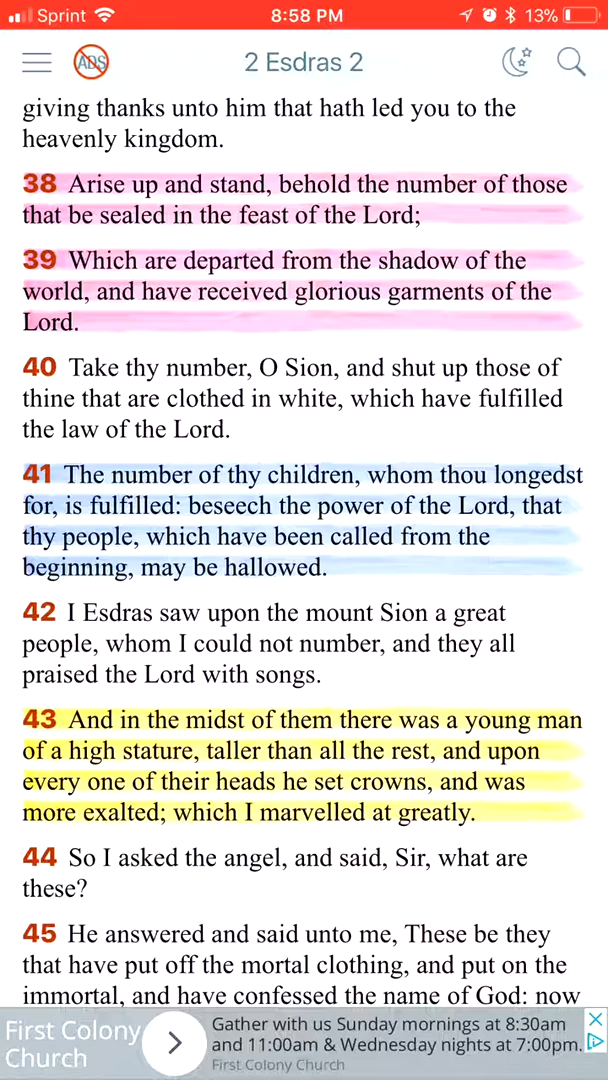 Sprint 8:58 PM 13%
ADS 2 Esdras 2
giving thanks unto him that hath led you to the
heavenly kingdom.
38 Arise up and stand, behold the number of those
that be sealed in the feast of the Lord;
39 Which are departed from the shadow of the
world, and have received glorious garments of the
Lord.
40 Take thy number, O Sion, and shut up those of
thine that are clothed in white, which have fulfilled
the law of the Lord.
41 The number of thy children, whom thou longedst
for, is fulfilled: beseech the power of the Lord, that
thy people, which have been called from the
beginning, may be hallowed.
42 I Esdras saw upon the mount Sion a great
people, whom I could not number, and they all
praised the Lord with songs.
43 And in the midst of them there was a young man
of a high stature, taller than all the rest, and upon
every one of their heads he set crowns, and was
more exalted; which I marvelled at greatly.
44 So I asked the angel, and said, Sir, what are
these?
45 He answered and said unto me, These be they
that have put off the mortal clothing, and put on the
immortal, and have confessed the name of God: now
First Colony
Church
Gather with us Sunday mornings at 8:30am
and 11:00am & Wednesday nights at 7:00pm.
First Colony Church